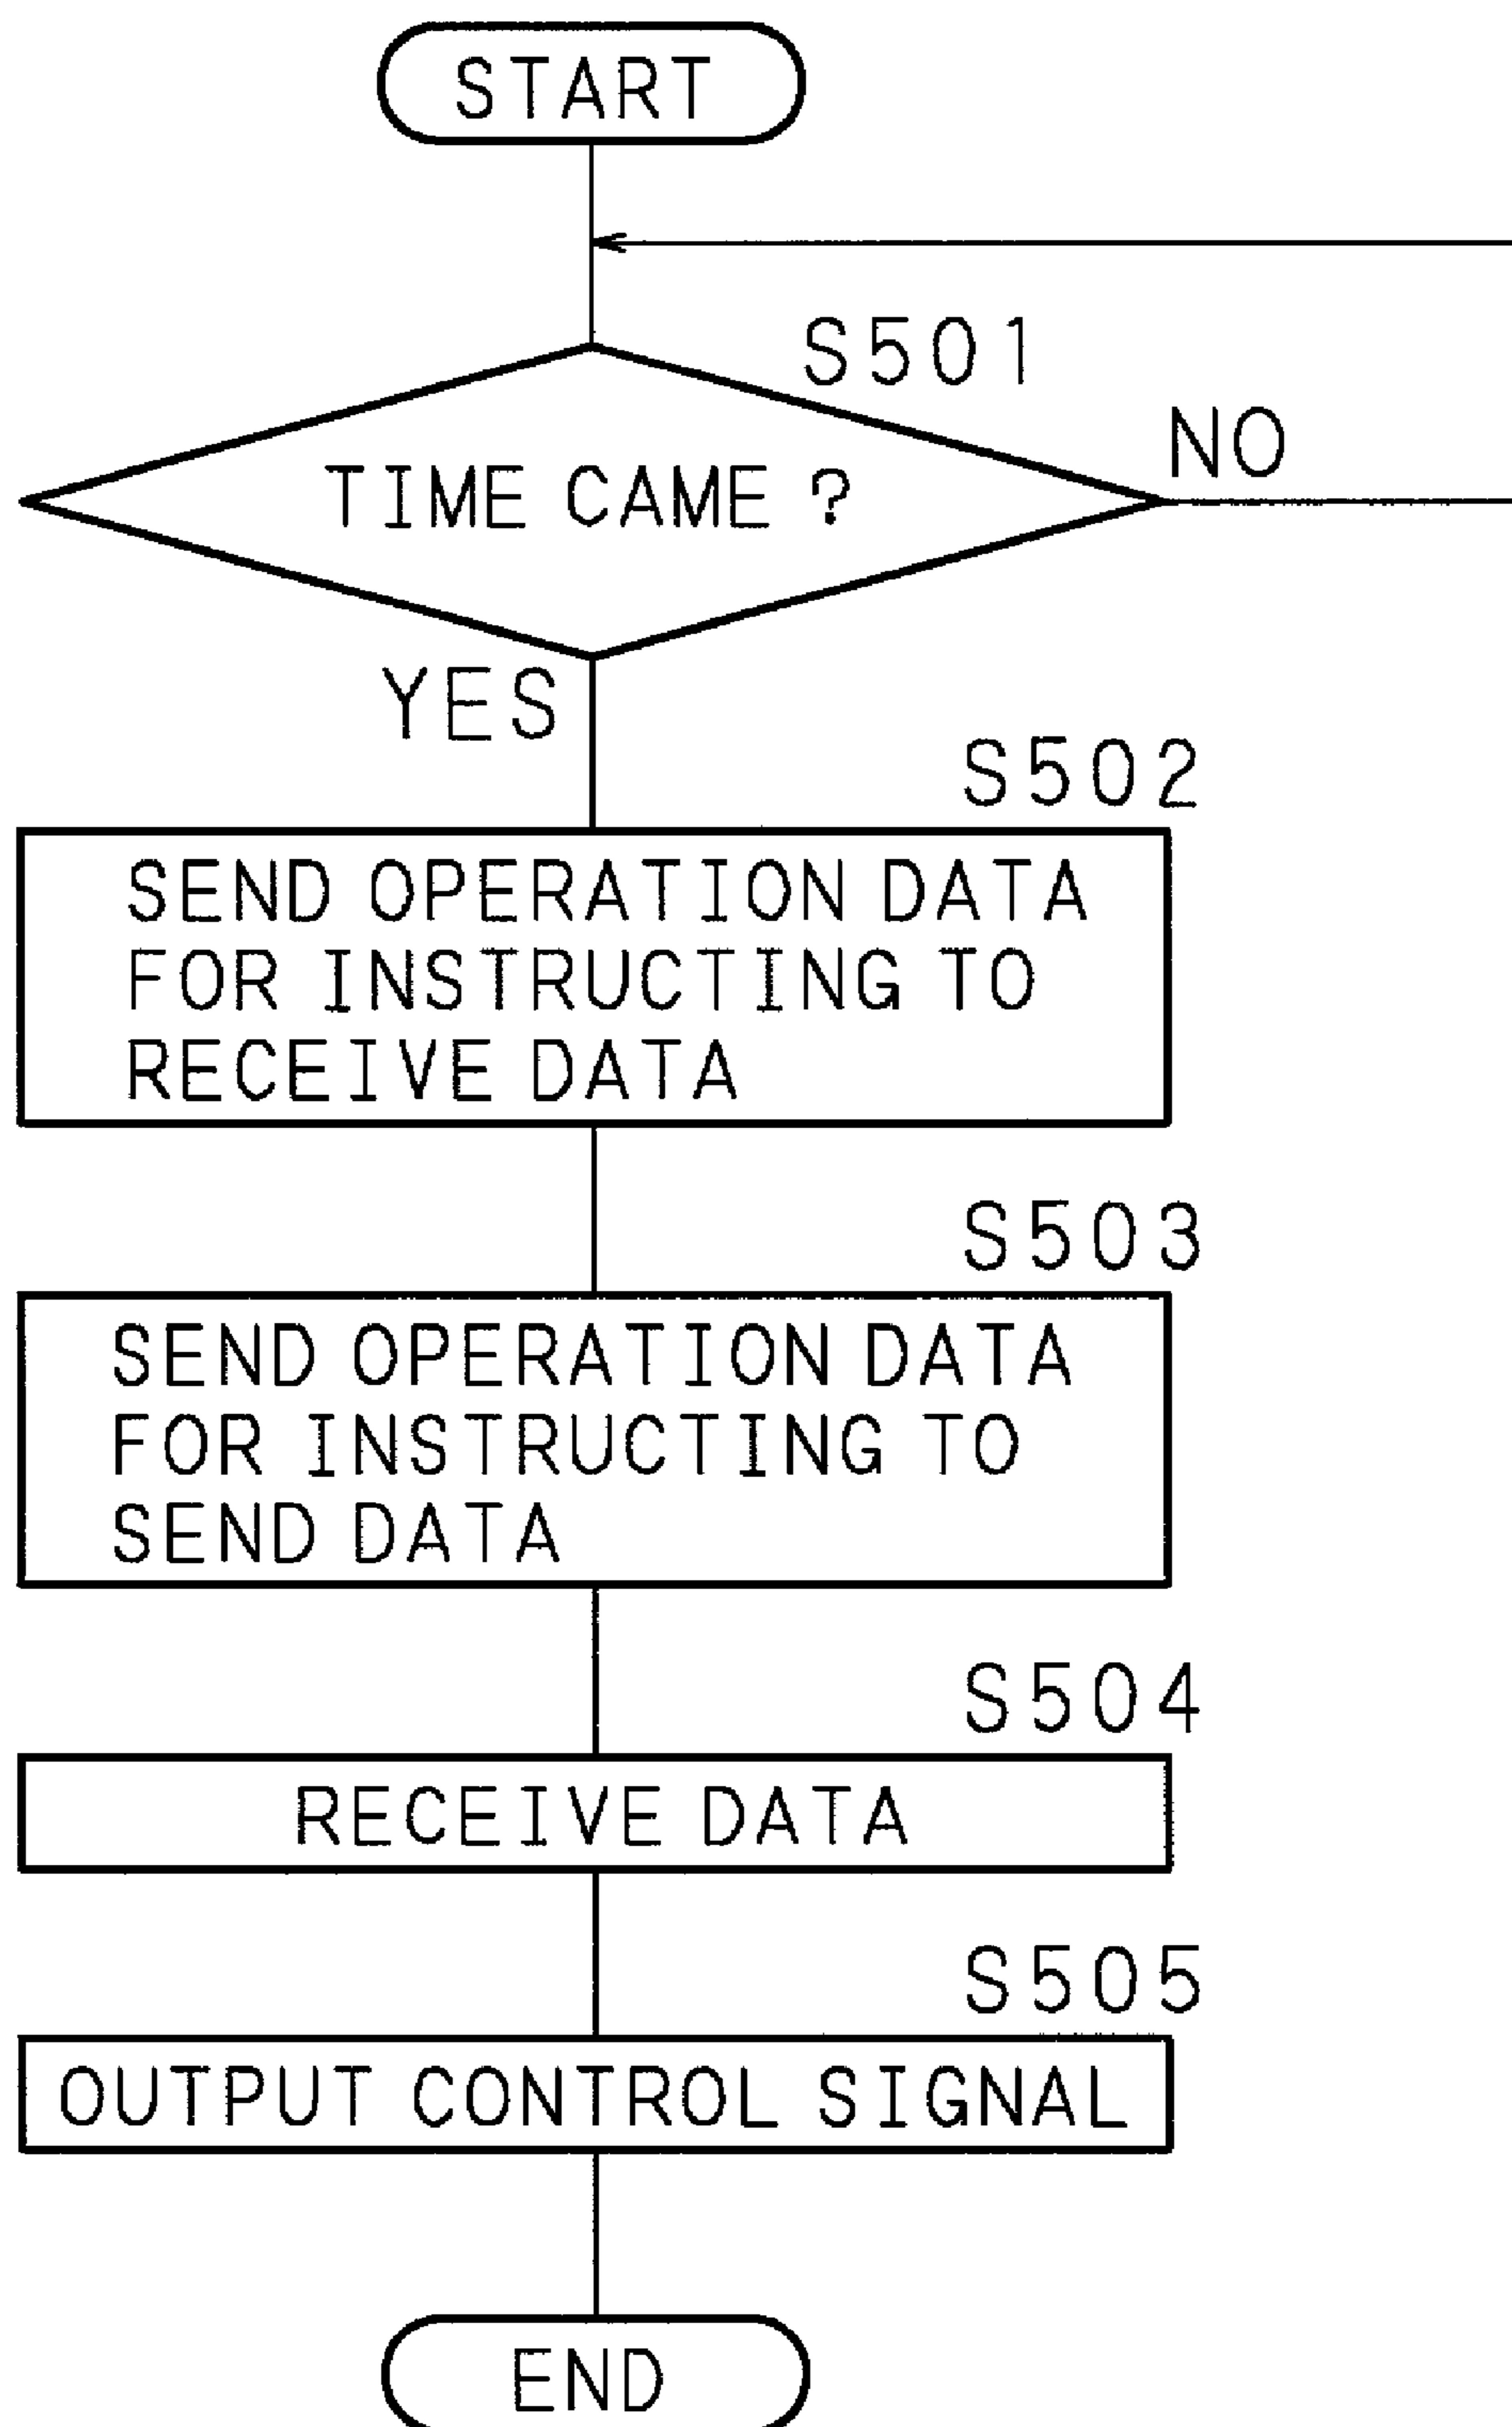 START
S501
NO
TIME CAME ?
YES
S502
SEND OPERATION DATA
FOR INSTRUCTING TO
RECEIVE DATA
S503
SEND OPERATION DATA
FOR INSTRUCTING TO
SEND DATA
S504
RECEIVE DATA
S505
OUTPUT CONTROL SIGNAL
END